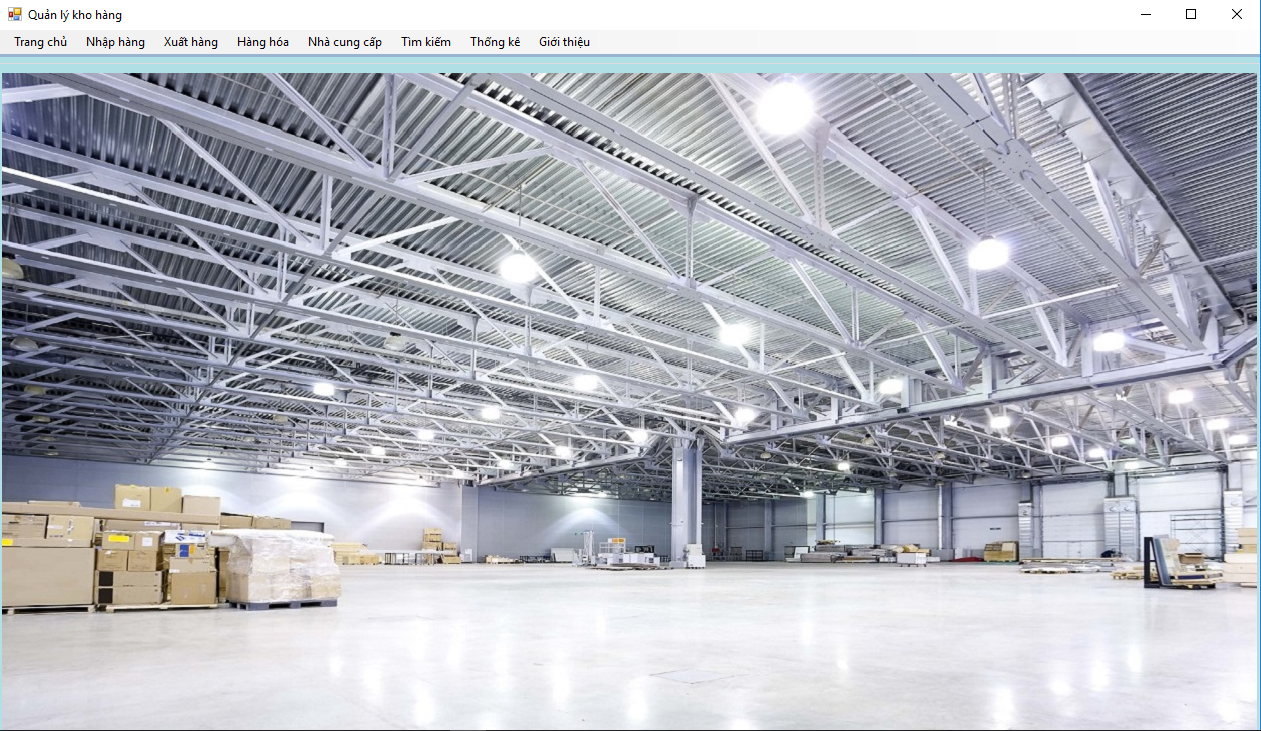 Quản lý kho hàng
Trang chủ Nhập hàng Xuất hàng Hàng hóa Nhà cung cấp Tìm kiếm Thống kê Giới thiệu